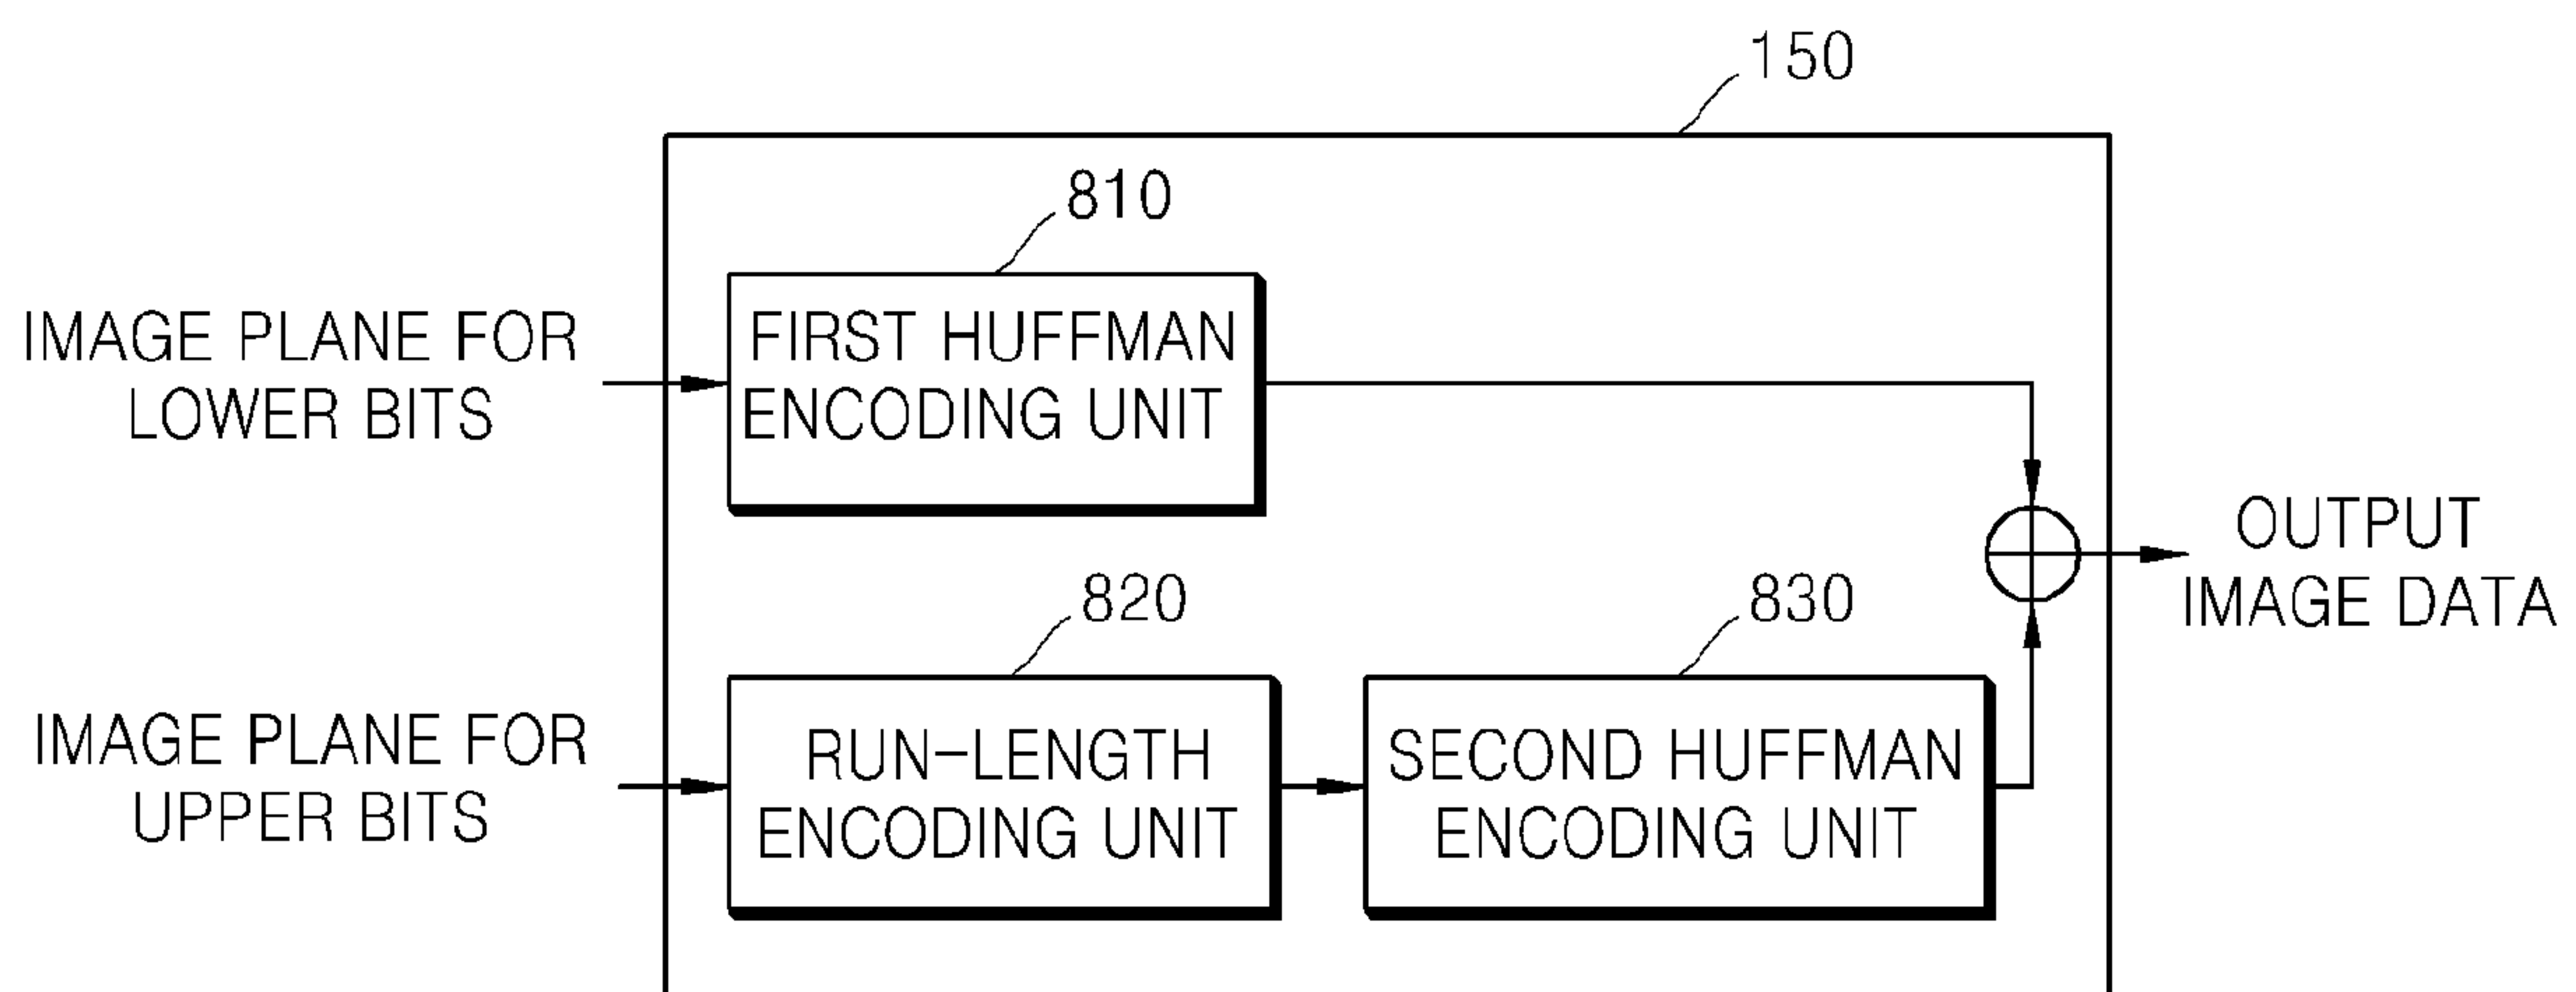 150
810
IMAGE PLANE FOR
LOWER BITS
FIRST HUFFMAN
ENCODING UNIT
OUTPUT
IMAGE DATA
820
830
IMAGE PLANE FOR
UPPER BITS
RUN-LENGTH
ENCODING UNIT
SECOND HUFFMAN
ENCODING UNIT